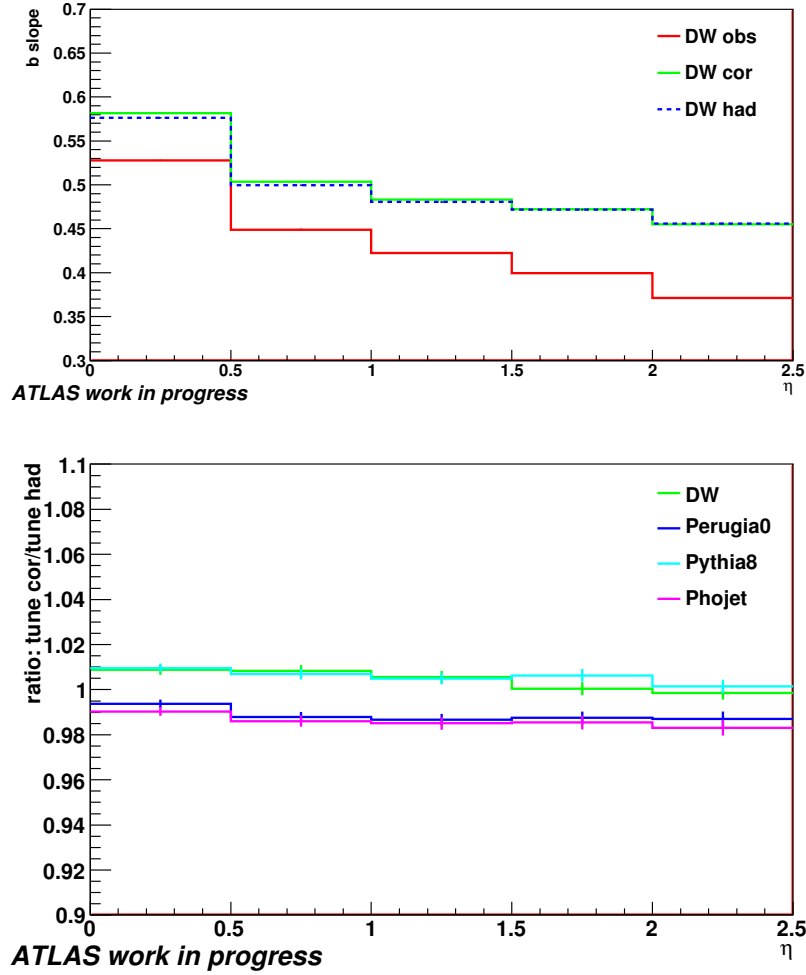 b slope
0.7
0.65
0.6
0.55
0.5
0.45
0.4
0.35
0.3
DW obs
DW cor
DW had
0 0.5 1 1.5 2 2.5
η
ATLAS work in progress
ratio: tune cor/tune had
1.1
1.08
1.06
1.04
1.02
1
0.98
0.96
0.94
0.92
0.9
DW
Perugia0
Pythia8
Phojet
0 0.5 1 1.5 2 2.5
η
ATLAS work in progress